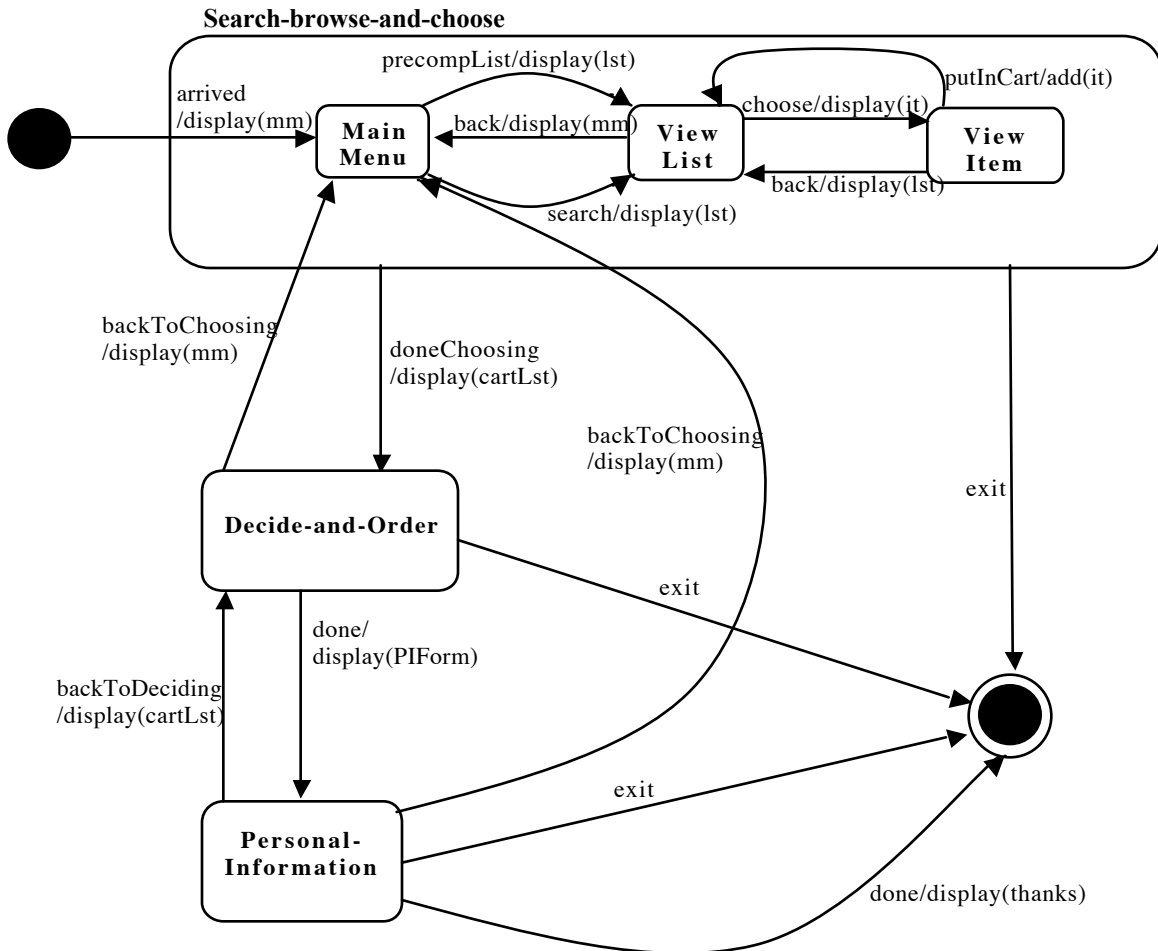 Search-browse-and-choose
precompList/display(lst)
putInCart/add(it)
arrived
/display(mm)
choose/display(it)
back/display(mm)
Main
Menu
View
List
View
Item
back/display(lst)
search/display(lst)
backToChoosing
/display(mm)
doneChoosing
/display(cartLst)
backToChoosing
/display(mm)
exit
Decide-and-Order
exit
done/
display(PIForm)
backToDeciding
/display(cartLst)
exit
Personal-
Information
done/display(thanks)